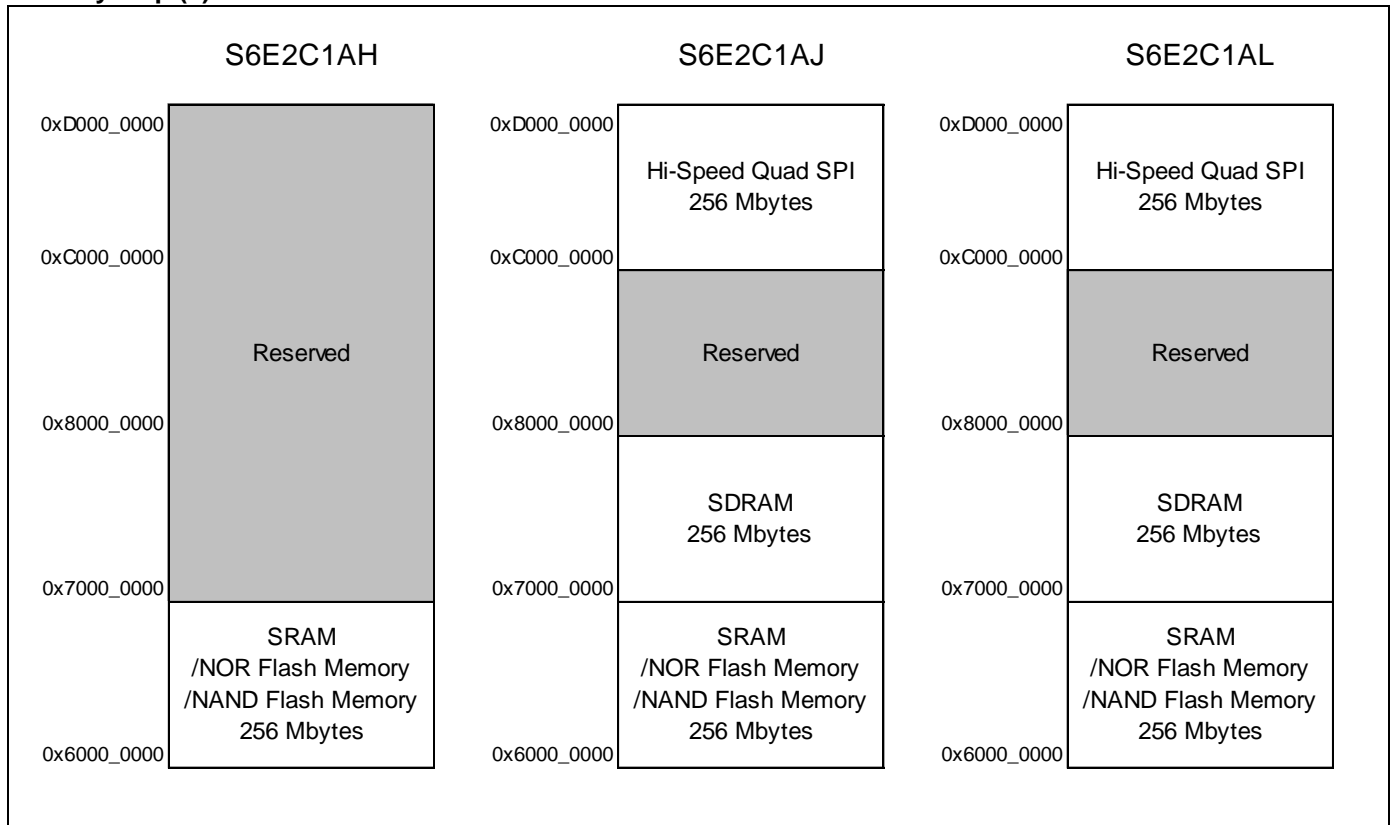 S6E2C1AH
S6E2C1AJ
S6E2C1AL
0xD000_0000
0xC000_0000
Reserved
0x8000_0000
0x7000_0000
SRAM
/NOR Flash Memory
/NAND Flash Memory
256 Mbytes
0x6000_0000
0xD000_0000
Hi-Speed Quad SPI
256 Mbytes
0xC000_0000
Reserved
0x8000_0000
SDRAM
256 Mbytes
0x7000_0000
SRAM
/NOR Flash Memory
/NAND Flash Memory
256 Mbytes
0x6000_0000
0xD000_0000
Hi-Speed Quad SPI
256 Mbytes
0xC000_0000
Reserved
0x8000_0000
SDRAM
256 Mbytes
0x7000_0000
SRAM
/NOR Flash Memory
/NAND Flash Memory
256 Mbytes
0x6000_0000